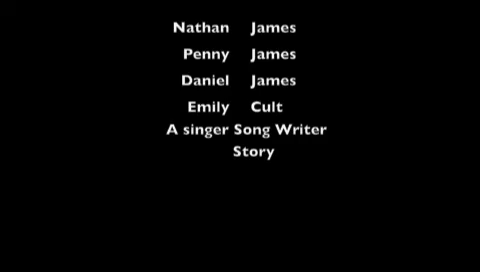 Nathan James
Penny James
Daniel James
Emily Cult
A singer Song Writer
Story